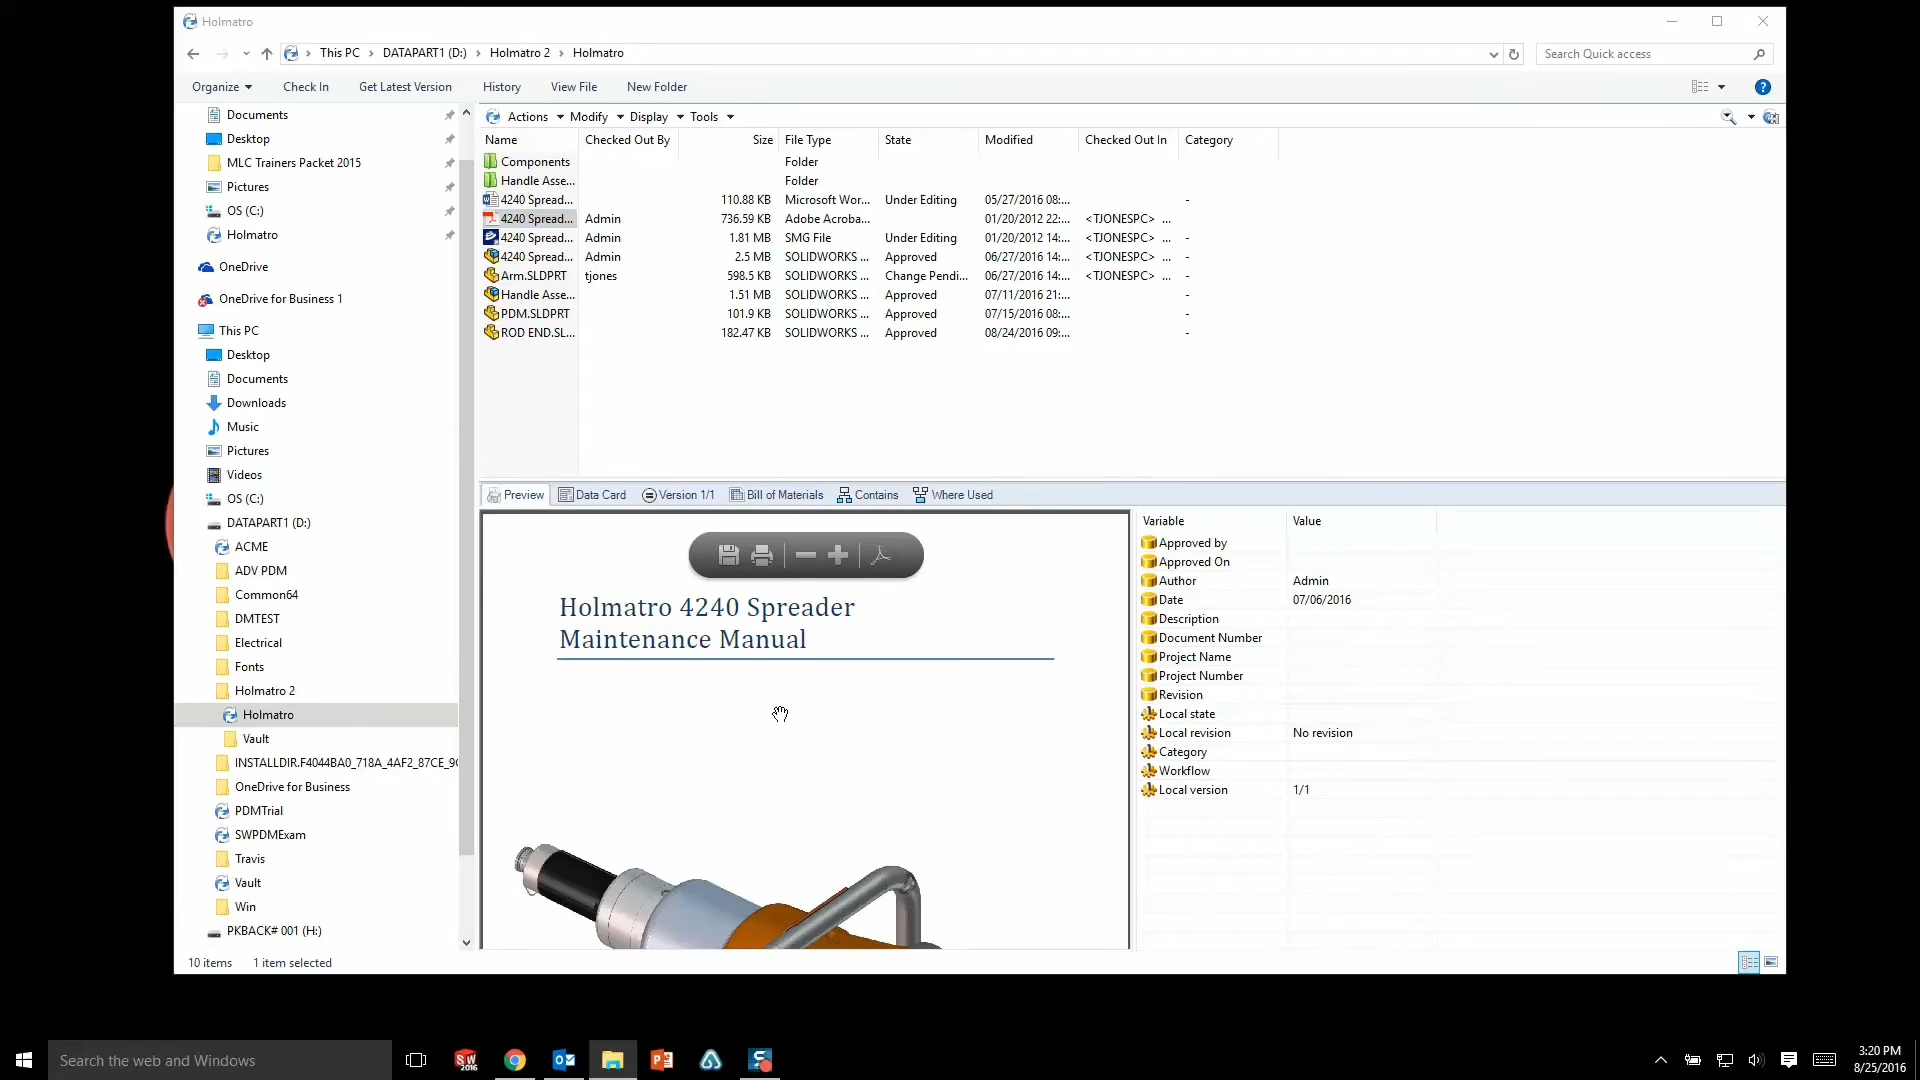 Holmatro
This PC > DATAPART1 (D:) > Holmatro 2 > Holmatro
Search Quick access
Organize Check In Get Latest Version History View File New Folder
Documents
Desktop
MLC Trainers Packet 2015
Pictures
OS (C:)
Holmatro
OneDrive
OneDrive for Business 1
This PC
Desktop
Documents
Downloads
Music
Pictures
Videos
OS (C:)
DATAPART1 (D:)
ACME
ADV PDM
Common64
DMTEST
Electrical
Fonts
Holmatro 2
Holmatro
Vault
INSTALLDIR.F4044BA0_718A_4AF2_87CE_9
OneDrive for Business
PDMTrial
SWPDMExam
Travis
Vault
Win
PKBACK# 001 (H:)
Actions Modify Display Tools
Name Checked Out By Size File Type State Modified Checked Out In Category
Components Folder
Handle Asse... Folder
4240 Spread... 110.88 KB Microsoft Wor... Under Editing 05/27/2016 08:... -
4240 Spread... Admin 736.59 KB Adobe Acroba... 01/20/2012 22:... <TJONESPC> ... -
4240 Spread... Admin 1.81 MB SMG File Under Editing 01/20/2012 14:... <TJONESPC> ... -
4240 Spread... Admin 2.5 MB SOLIDWORKS ... Approved 06/27/2016 14:... <TJONESPC> ... -
Arm.SLDPRT tjones 598.5 KB SOLIDWORKS ... Change Pendi... 06/27/2016 14:... <TJONESPC> ... -
Handle Asse... 1.51 MB SOLIDWORKS ... Approved 07/11/2016 21:... -
PDM.SLDPRT 101.9 KB SOLIDWORKS ... Approved 07/15/2016 08:... -
ROD END.SL... 182.47 KB SOLIDWORKS ... Approved 08/24/2016 09:... -
Preview Data Card Version 1/1 Bill of Materials Contains Where Used
Holmatro 4240 Spreader
Maintenance Manual
Variable Value
Approved by
Approved On
Author Admin
Date 07/06/2016
Description
Document Number
Project Name
Project Number
Revision
Local state
Local revision No revision
Category
Workflow
Local version 1/1
10 items 1 item selected
Search the web and Windows
SW
2016
3:20 PM
8/25/2016